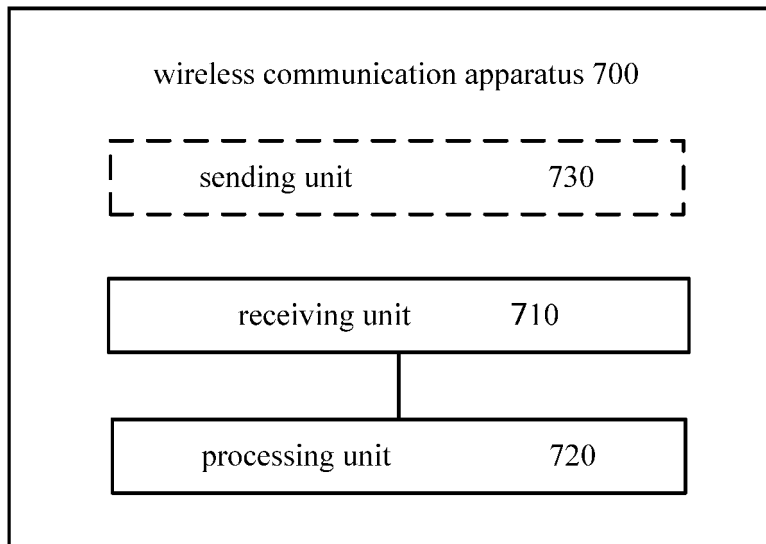 wireless communication apparatus 700
sending unit 730
receiving unit 710
processing unit 720